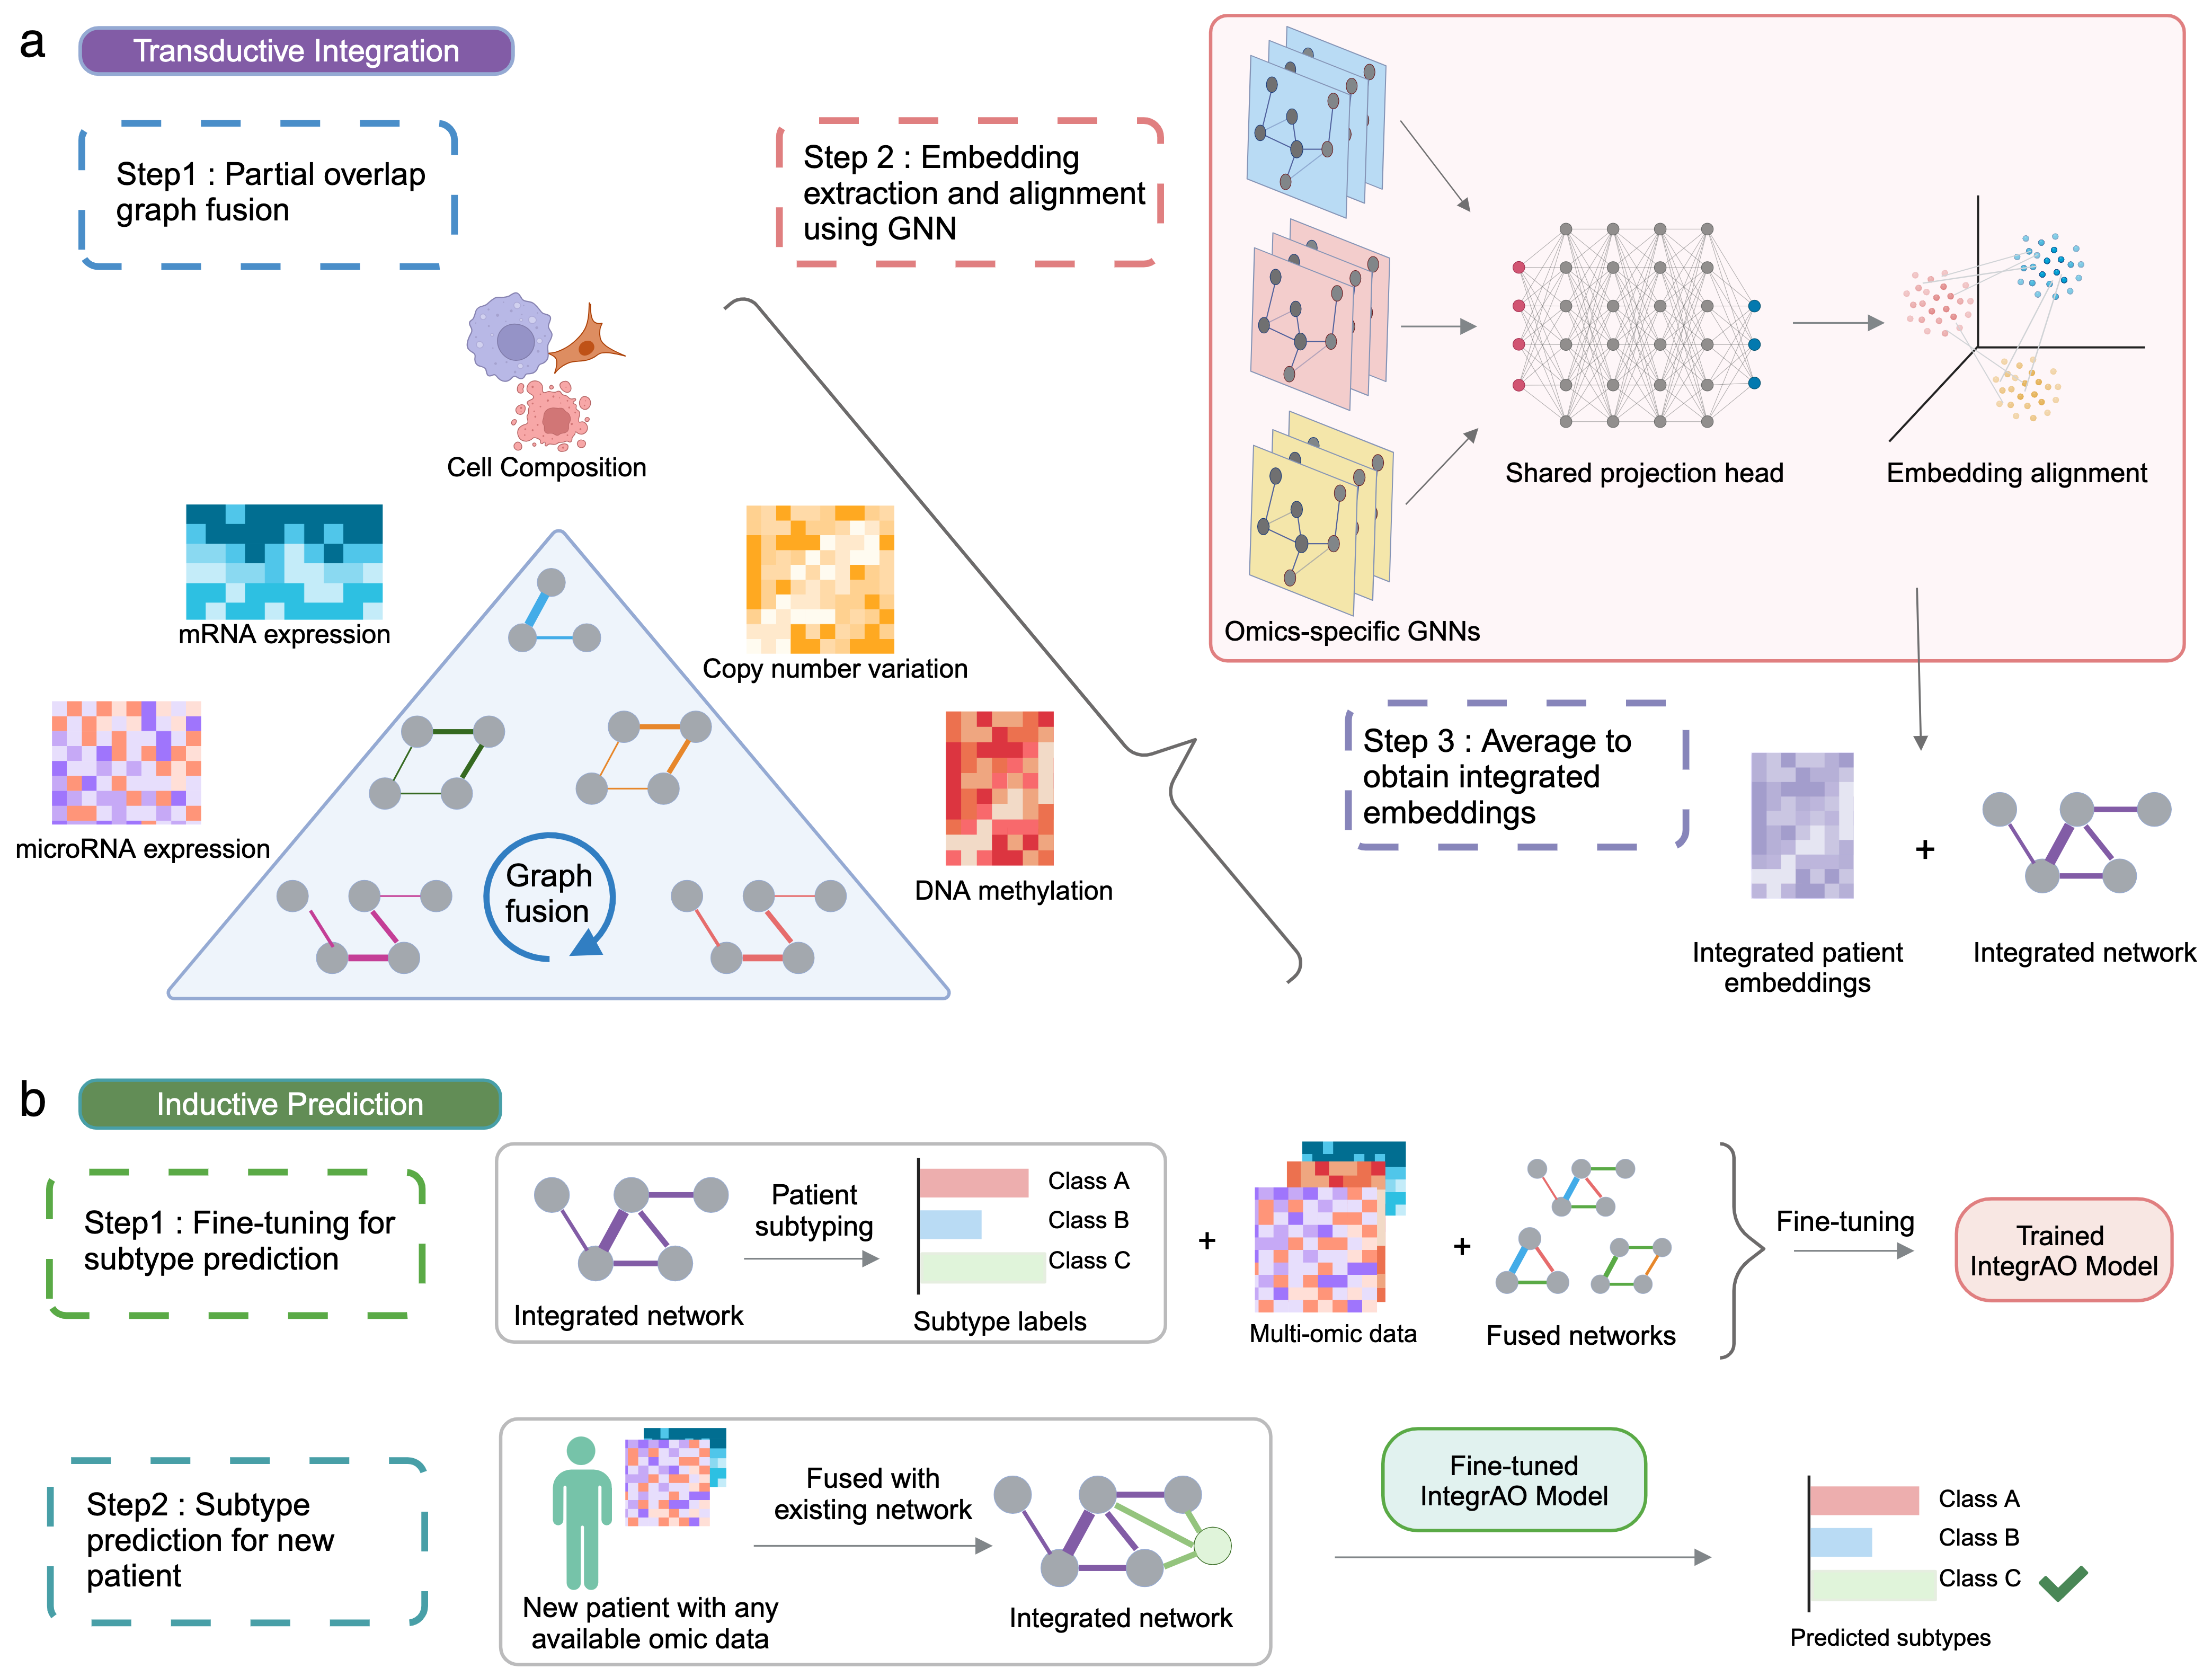 a
Transductive Integration
Step1 : Partial overlap
graph fusion
Step 2 : Embedding
extraction and alignment
using GNN
Cell Composition
mRNA expression
Copy number variation
microRNA expression
DNA methylation
Graph
fusion
Omics-specific GNNs
Shared projection head
Embedding alignment
Step 3 : Average to
obtain integrated
embeddings
+
Integrated patient
embeddings
Integrated network
b
Inductive Prediction
Step1 : Fine-tuning for
subtype prediction
Integrated network
Patient
subtyping
Class A
Class B
Class C
Subtype labels
+
Multi-omic data
+
Fused networks
Fine-tuning
Trained
IntegrAO Model
Step2 : Subtype
prediction for new
patient
New patient with any
available omic data
Fused with
existing network
Integrated network
Fine-tuned
IntegrAO Model
Class A
Class B
Class C
Predicted subtypes